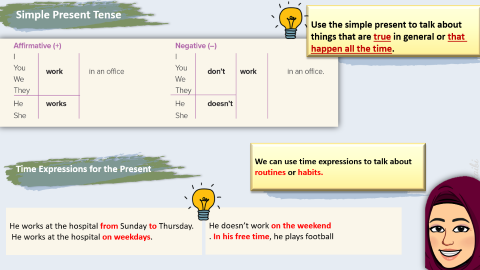 Simple Present Tense
Use the simple present to talk about
things that are true in general or that
happen all the time.
Affirmative (+)
I
You
We
They
work
in an office
He
She
works
Negative (–)
I
You
We
They
don't
work
in an office.
He
She
doesn't
Time Expressions for the Present
We can use time expressions to talk about
routines or habits.
He works at the hospital from Sunday to Thursday.
He works at the hospital on weekdays.
He doesn't work on the weekend
. In his free time, he plays football